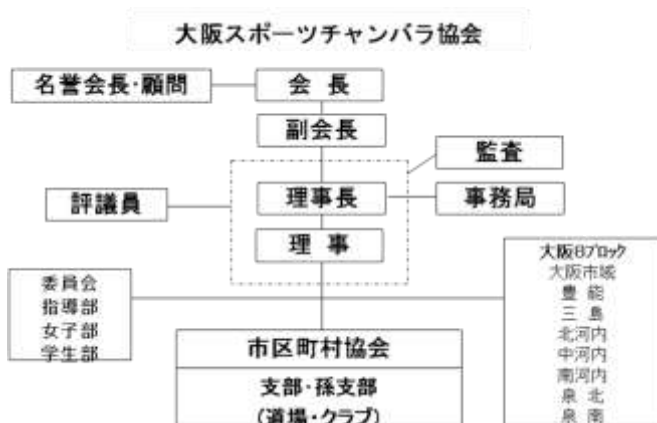 大阪スポーツチャンバラ協会
名誉会長・顧問
会長
副会長
監査
評議員
理事長
事務局
理事
委員会
指導部
女子部
学生部
大阪8ブロック
大阪市域
豊能
三島
北河内
中河内
南河内
泉北
泉南
市区町村協会
支部・孫支部
(道場・クラブ)